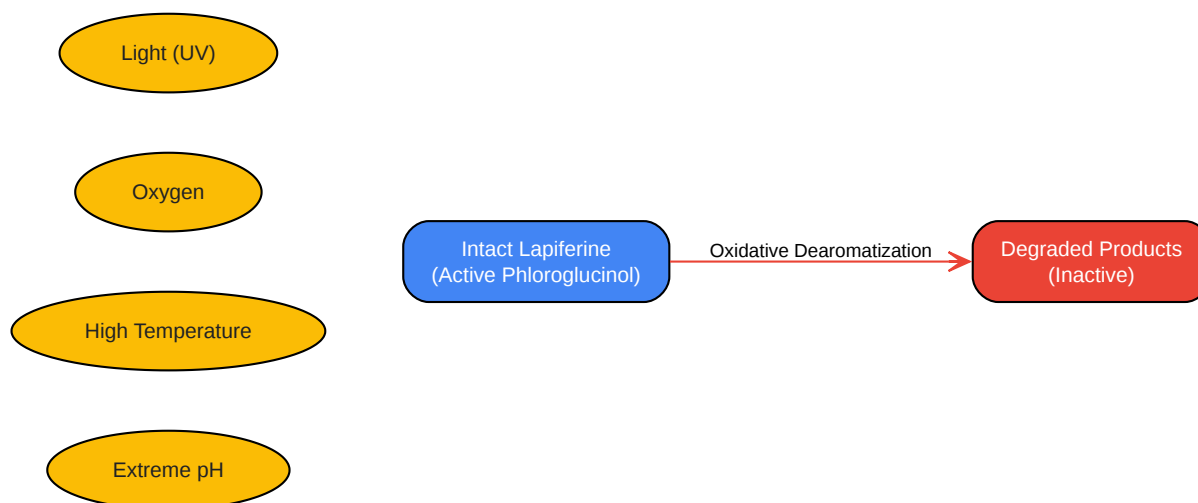 Light (UV)
Oxygen
High Temperature
Extreme pH
Intact Lapiferine
(Active Phloroglucinol)
Oxidative Dearomatization
Degraded Products
(Inactive)